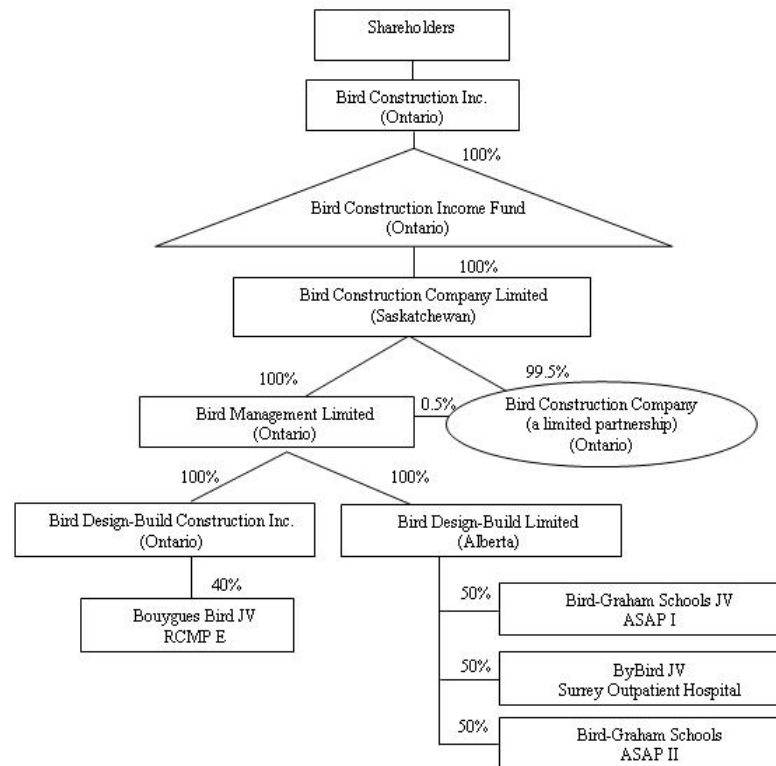 Shareholders
Bird Construction Inc.
(Ontario)
100%
Bird Construction Income Fund
(Ontario)
100%
Bird Construction Company Limited
(Saskatchewan)
100%
99.5%
Bird Management Limited
(Ontario)
0.5%
Bird Construction Company
(a limited partnership)
(Ontario)
100%
100%
Bird Design-Build Construction Inc.
(Ontario)
Bird Design-Build Limited
(Alberta)
40%
Bouygues Bird JV
RCMP E
50%
Bird-Graham Schools JV
ASAP I
50%
ByBird JV
Surrey Outpatient Hospital
50%
Bird-Graham Schools
ASAP II